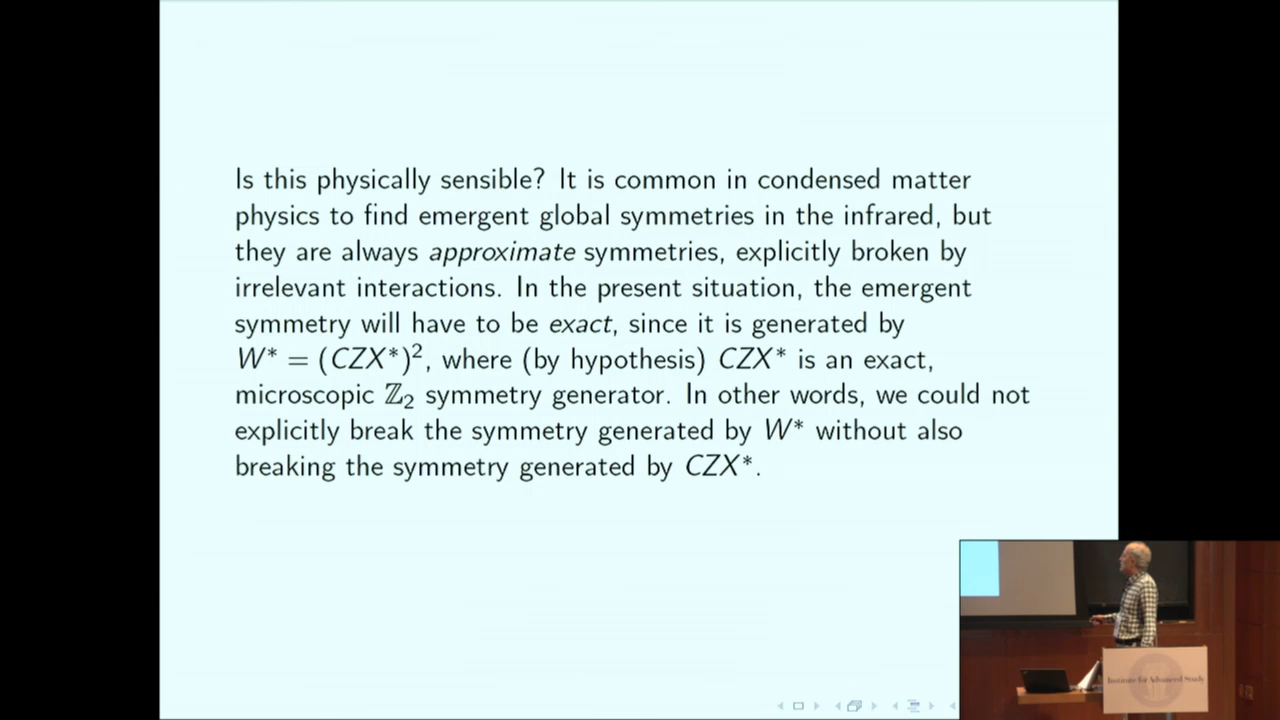 Is this physically sensible? It is common in condensed matter
physics to find emergent global symmetries in the infrared, but
they are always approximate symmetries, explicitly broken by
irrelevant interactions. In the present situation, the emergent
symmetry will have to be exact, since it is generated by
W* = (CZX*)², where (by hypothesis) CZX* is an exact,
microscopic ℤ₂ symmetry generator. In other words, we could not
explicitly break the symmetry generated by W* without also
breaking the symmetry generated by CZX*.
Institute for Advanced Study